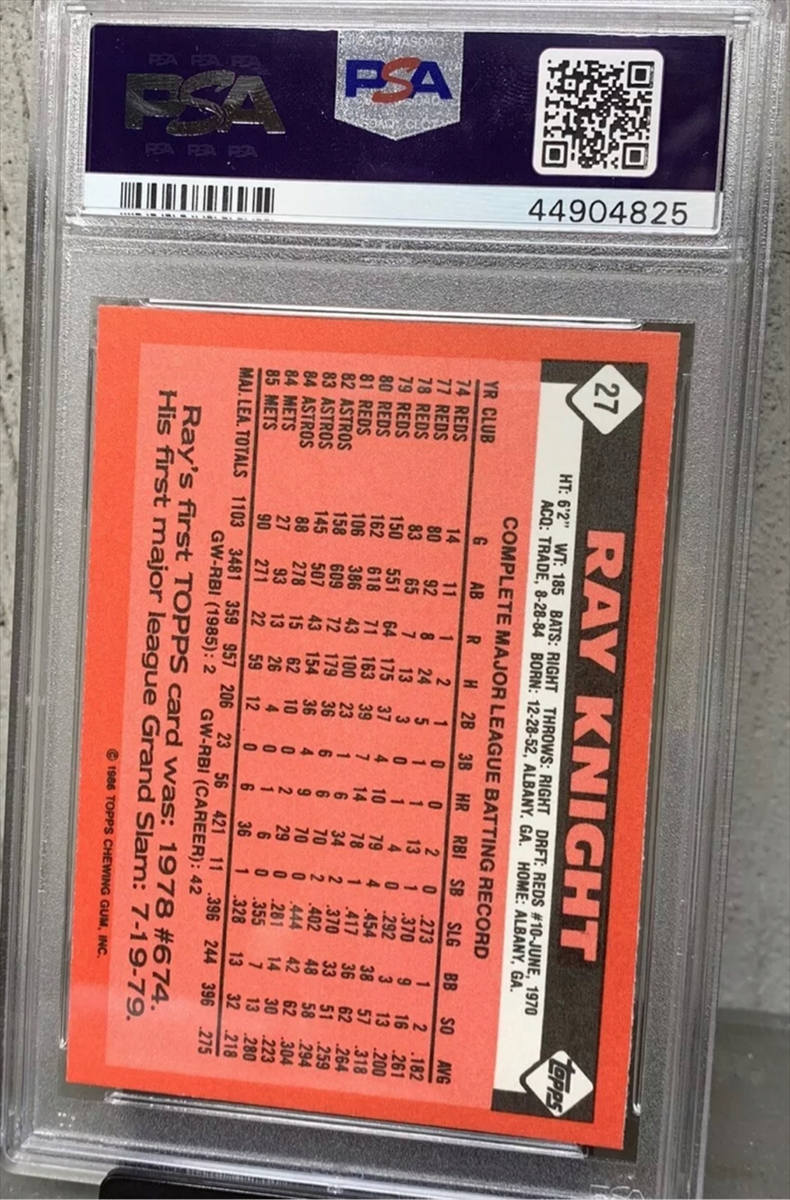 PSA PSA PSA
PSA
PSA PSA PSA
PSA
44904825
27
RAY KNIGHT
topps
HT: 6'2" WT: 185 BATS: RIGHT THROWS: RIGHT DRFT: REDS #10-JUNE, 1970
ACQ: TRADE, 8-28-84 BORN: 12-28-52, ALBANY, GA. HOME: ALBANY, GA.
COMPLETE MAJOR LEAGUE BATTING RECORD
YR CLUB G AB R H 2B 3B HR RBI SB SLG BB SO AVG
74 REDS 14 11 1 2 1 0 0 2 0 .273 1 2 .182
77 REDS 80 92 8 24 5 1 1 13 1 .370 9 16 .261
78 REDS 83 65 7 13 3 0 1 4 0 .292 3 13 .200
79 REDS 150 551 64 175 37 4 10 79 4 .454 38 57 .318
80 REDS 162 618 71 163 39 7 14 78 1 .417 36 62 .264
81 REDS 106 386 43 100 23 1 6 34 2 .370 33 51 .259
82 ASTROS 158 609 72 179 36 6 6 70 2 .402 48 58 .294
83 ASTROS 145 507 43 154 36 4 9 70 0 .444 42 62 .304
84 ASTROS 88 278 15 62 10 0 2 29 0 .281 14 30 .223
84 METS 27 93 13 26 4 0 1 6 0 .355 7 13 .280
85 METS 90 271 22 59 12 0 6 36 1 .328 13 32 .218
MAJ. LEA. TOTALS 1103 3481 359 957 206 23 56 421 11 .396 244 396 .275
GW-RBI (1985): 2 GW-RBI (CAREER): 42
Ray's first TOPPS card was: 1978 #674.
His first major league Grand Slam: 7-19-79.
© 1986 TOPPS CHEWING GUM, INC.